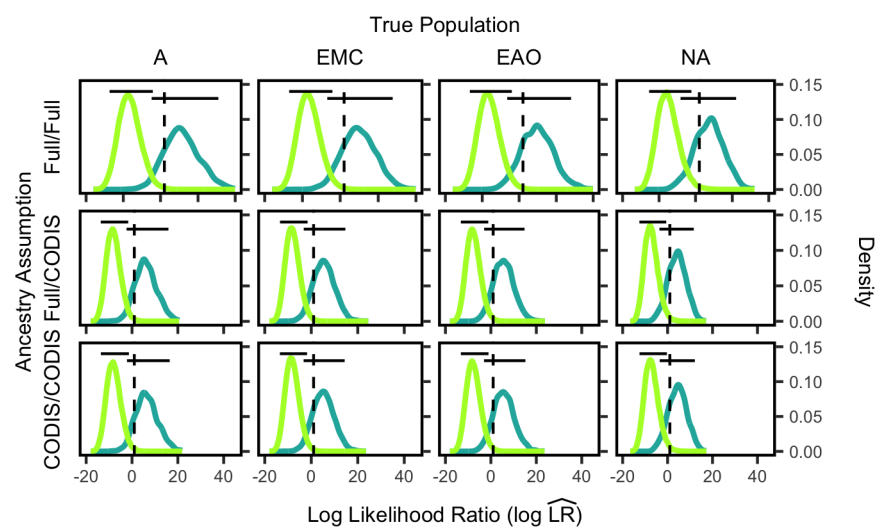 True Population
A EMC EAO NA
Ancestry Assumption
Full/Full
Full/CODIS
CODIS/CODIS
0.15
0.10
0.05
0.00
0.15
0.10
0.05
0.00
0.15
0.10
0.05
0.00
Density
-20 0 20 40 -20 0 20 40 -20 0 20 40 -20 0 20 40
Log Likelihood Ratio (log L͡R)